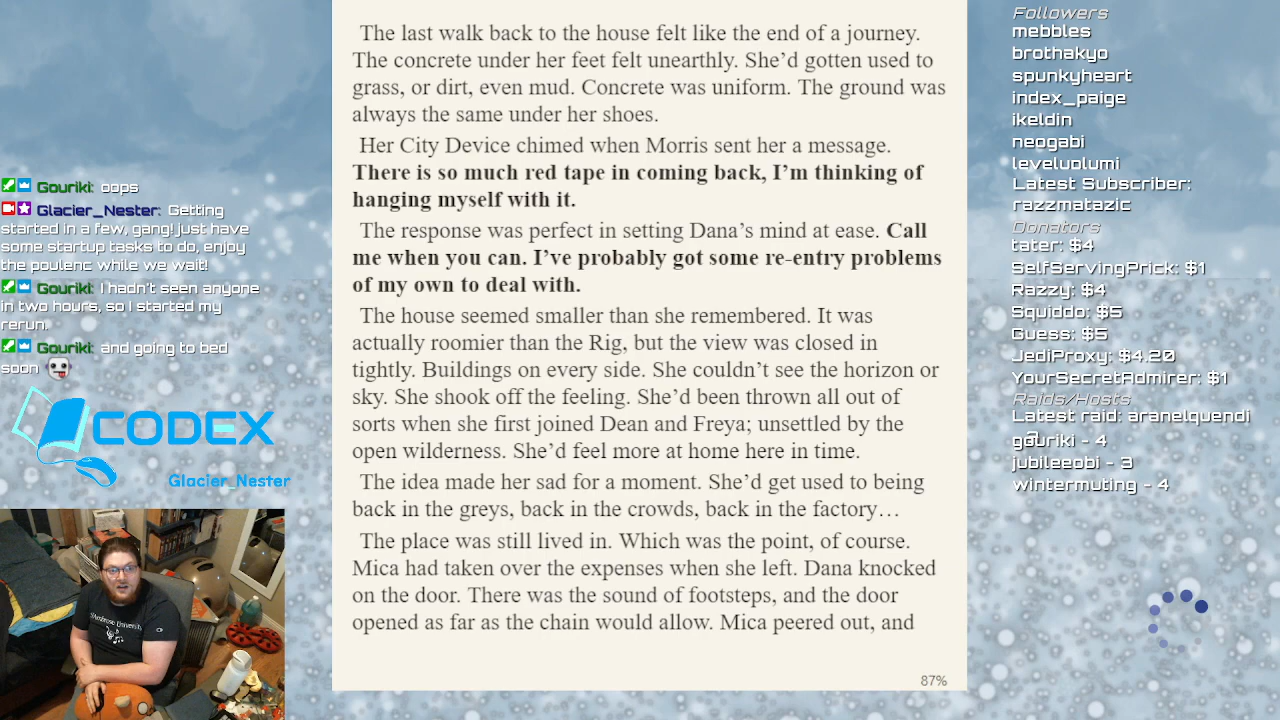 The last walk back to the house felt like the end of a journey.
The concrete under her feet felt unearthly. She’d gotten used to
grass, or dirt, even mud. Concrete was uniform. The ground was
always the same under her shoes.
Her City Device chimed when Morris sent her a message.
There is so much red tape in coming back, I’m thinking of
hanging myself with it.
The response was perfect in setting Dana’s mind at ease. Call
me when you can. I’ve probably got some re-entry problems
of my own to deal with.
The house seemed smaller than she remembered. It was
actually roomier than the Rig, but the view was closed in
tightly. Buildings on every side. She couldn’t see the horizon or
sky. She shook off the feeling. She’d been thrown all out of
sorts when she first joined Dean and Freya; unsettled by the
open wilderness. She’d feel more at home here in time.
The idea made her sad for a moment. She’d get used to being
back in the greys, back in the crowds, back in the factory…
The place was still lived in. Which was the point, of course.
Mica had taken over the expenses when she left. Dana knocked
on the door. There was the sound of footsteps, and the door
opened as far as the chain would allow. Mica peered out, and
87%
Gouriki: oops
Glacier_Nester: Getting
started in a few, gang! just have
some startup tasks to do, enjoy
the poulenc while we wait!
Gouriki: I hadn't seen anyone
in two hours, so I started my
rerun.
Gouriki: and going to bed
soon
CODEX
Glacier_Nester
Followers
mebbles
brothakyo
spunkyheart
index_paige
ikeldin
neogabi
leveluplumi
Latest Subscriber:
razzmatazic
Donators
tater: $4
SelfServingPrick: $1
Razzy: $4
Squiddo: $5
Guess: $5
JediProxy: $4.20
YourSecretAdmirer: $1
Raids/Hosts
Latest raid: aranelquendi
gouriki - 4
jubileeobi - 3
wintermuting - 4